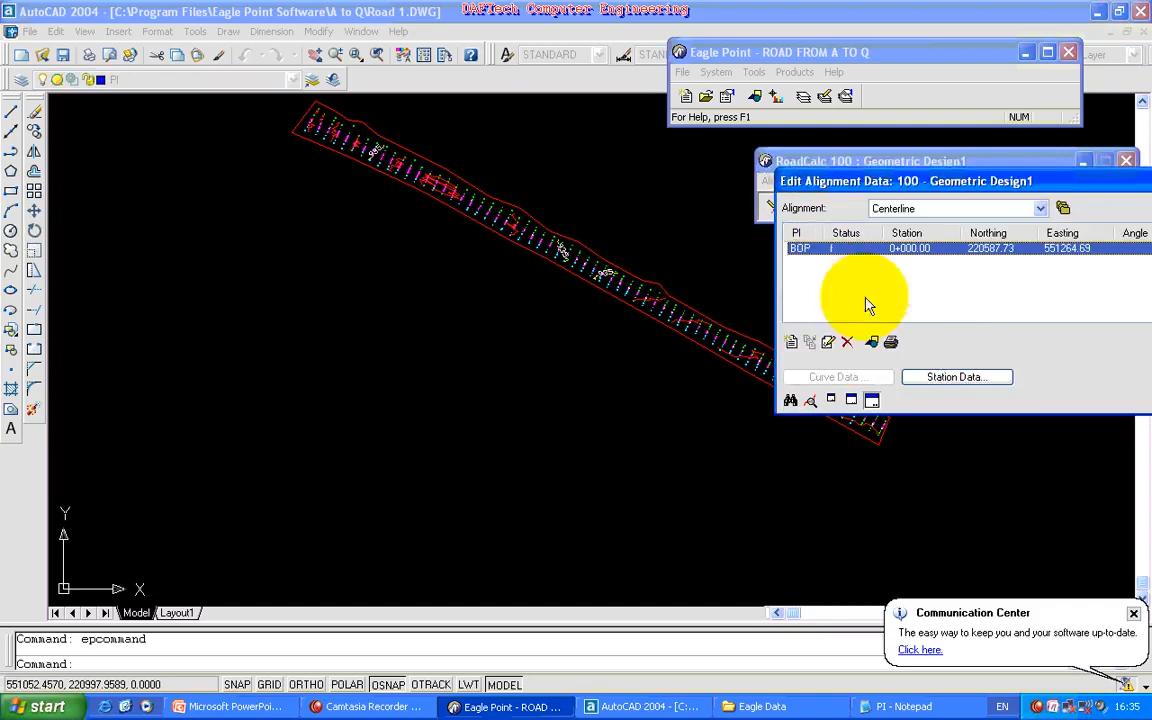 AutoCAD 2004 - [C:\Program Files\Eagle Point Software\A to Q\Road 1.DWG]
DAFTech Computer Engineering
File Edit View Insert Format Tools Draw Dimension Modify Window Help
STANDARD
STANDARD
Layer
PI
Eagle Point - ROAD FROM A TO Q
File System Tools Products Help
For Help, press F1
NUM
RoadCalc 100 : Geometric Design1
Edit Alignment Data: 100 - Geometric Design1
Alignment: Centerline
PI Status Station Northing Easting Angle
BOP f 0+000.00 220587.73 551264.69
Curve Data ... Station Data...
Y
X
Model Layout1
Communication Center
The easy way to keep you and your software up-to-date.
Click here.
Command: epcommand
Command:
551052.4570, 220997.9589, 0.0000 SNAP GRID ORTHO POLAR OSNAP OTRACK LWT MODEL
start Microsoft PowerPoi... Camtasia Recorder ... Eagle Point - ROAD ... AutoCAD 2004 - [C:... Eagle Data PI - Notepad EN 16:35